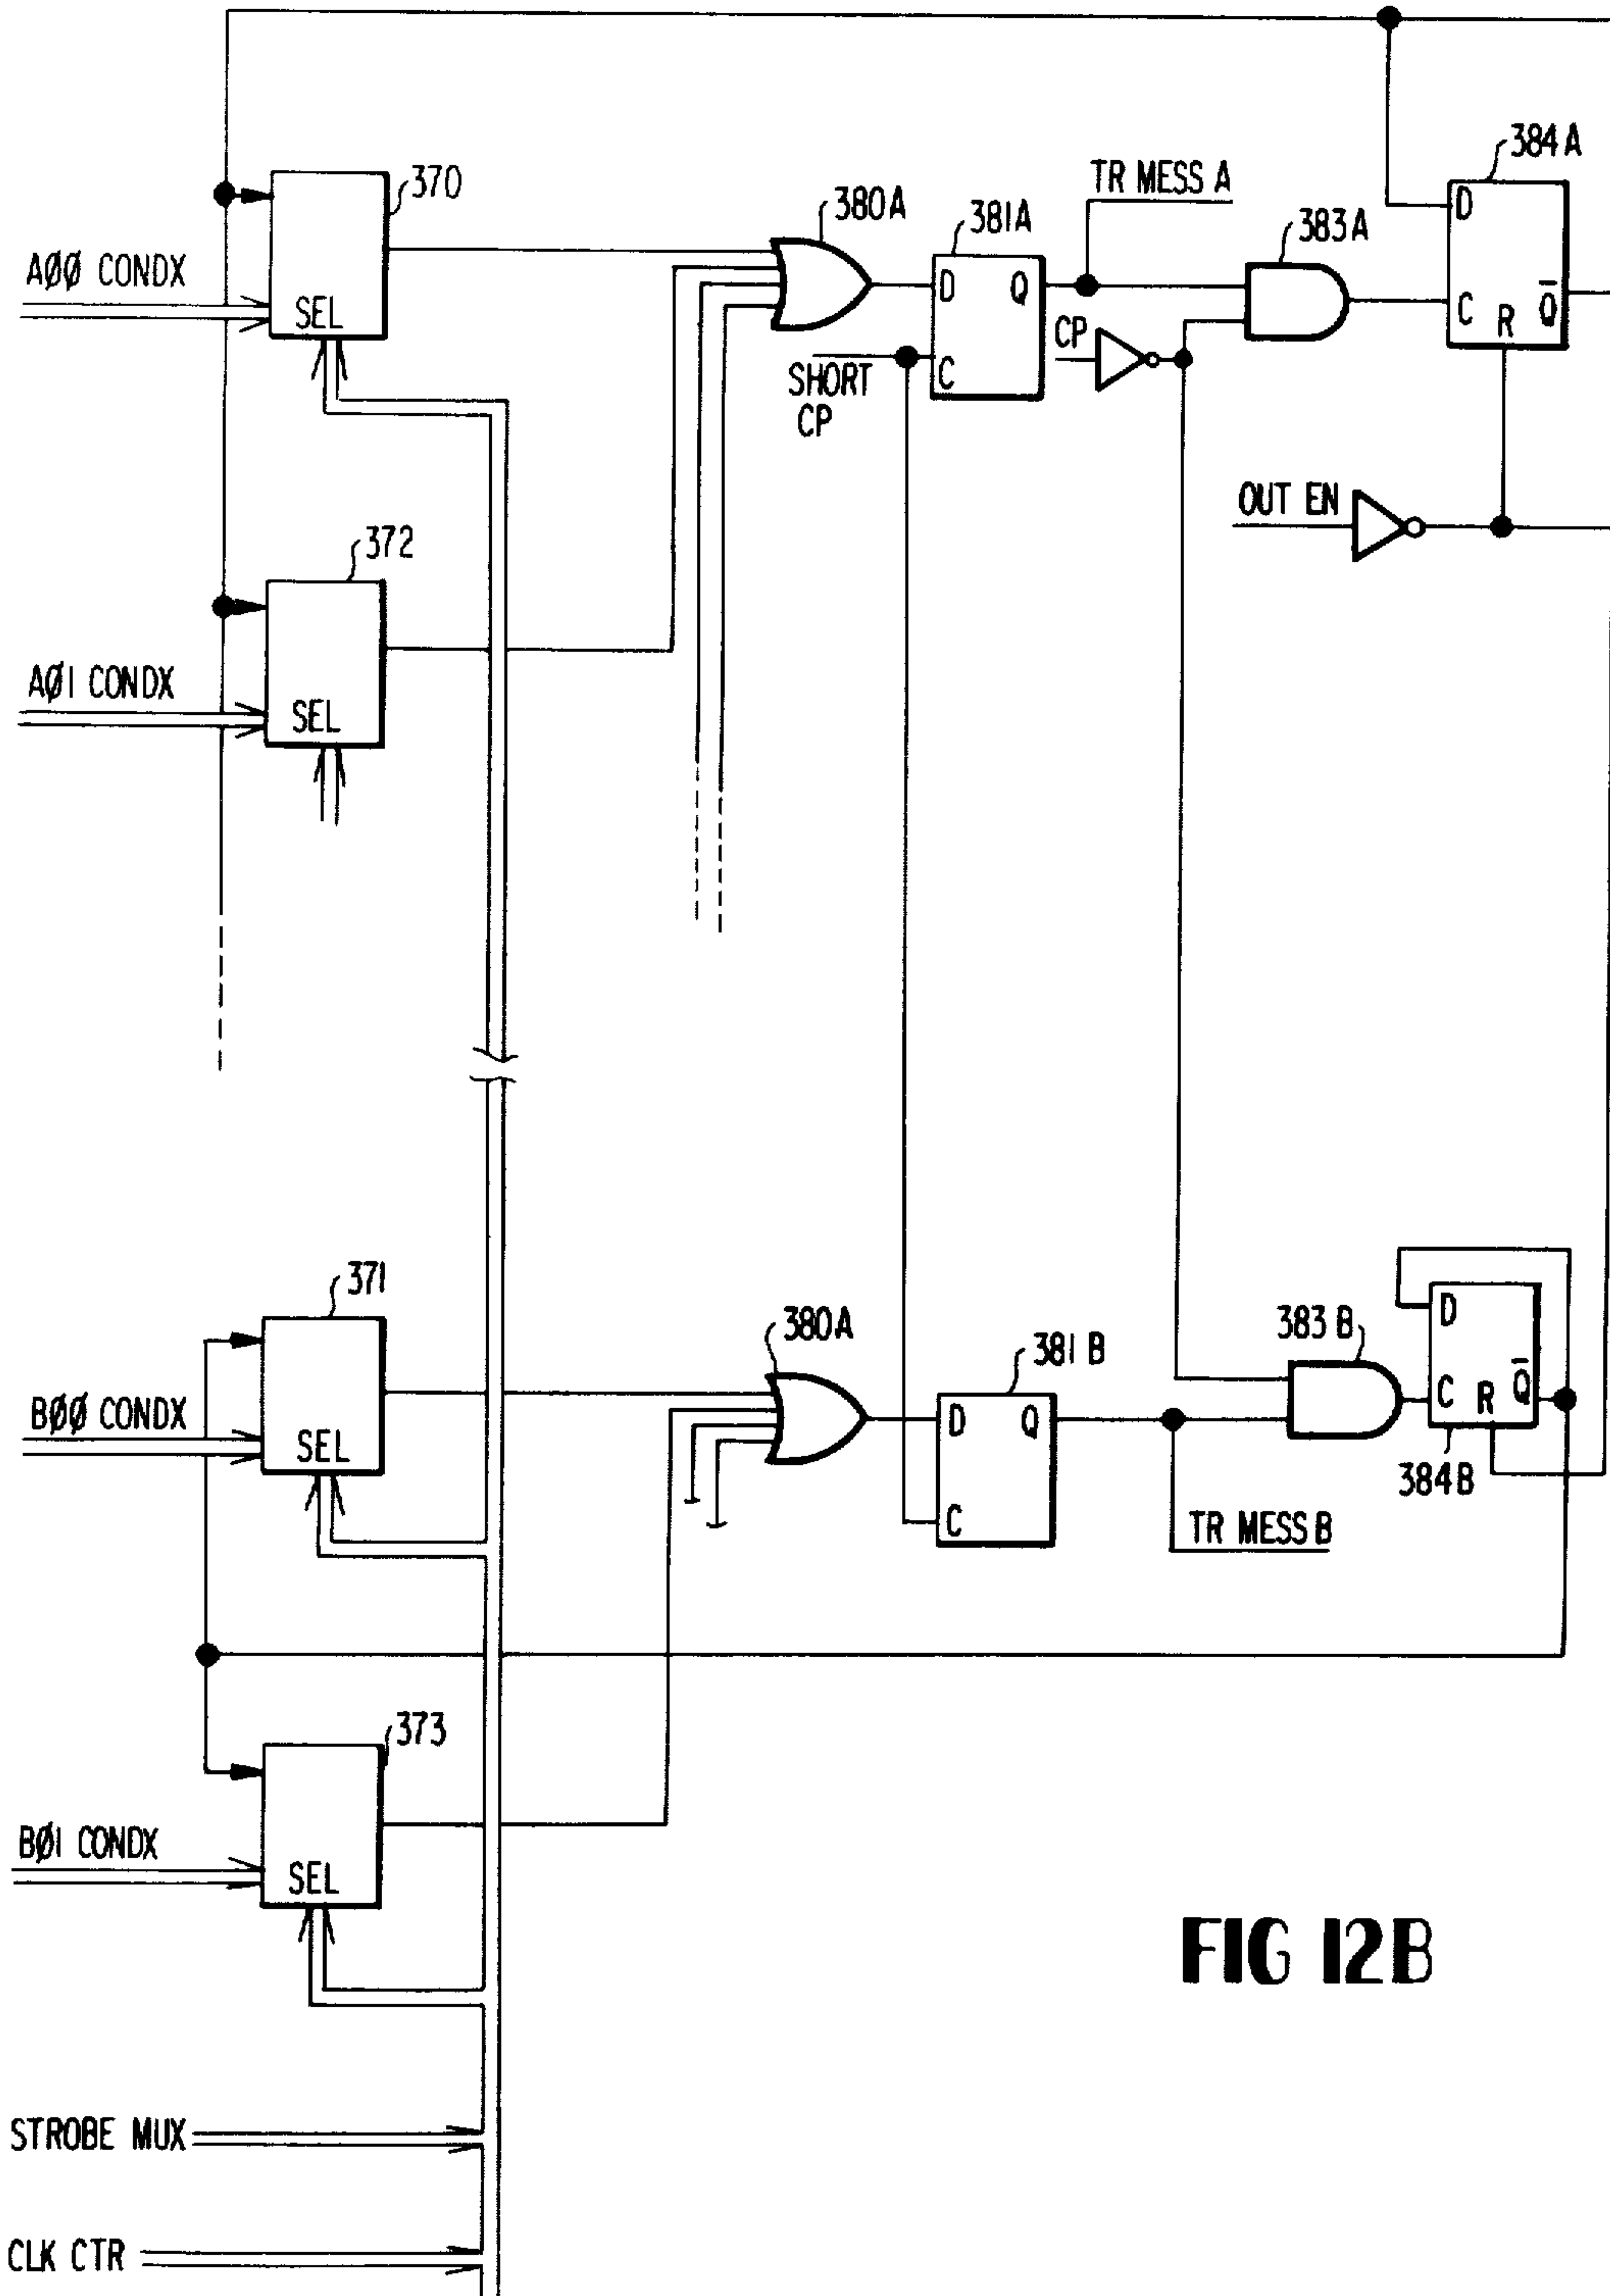 384A
370
TR MESS A
380A
381A
383A
D
AØØ CONDX
D Q
C R Q̅
SEL
CP
SHORT
CP
C
OUT EN
372
AØ1 CONDX
SEL
371
380A
381B
383B
D
Q̅
C R
BØØ CONDX
SEL
D Q
384B
C
TR MESS B
373
BØ1 CONDX
SEL
FIG 12B
STROBE MUX
CLK CTR